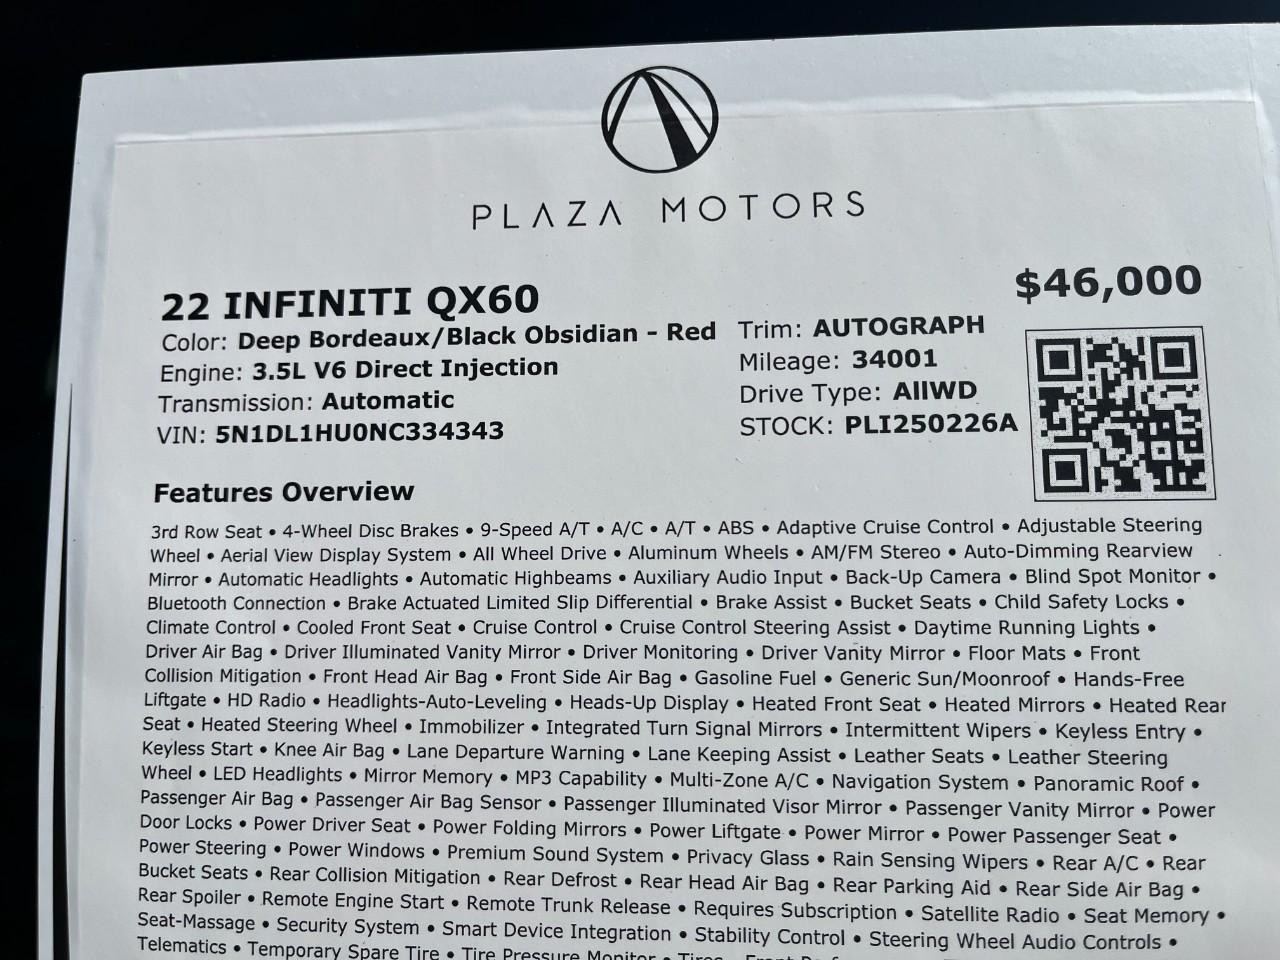 PLAZA MOTORS
22 INFINITI QX60
$46,000
Color: Deep Bordeaux/Black Obsidian - Red
Trim: AUTOGRAPH
Engine: 3.5L V6 Direct Injection
Mileage: 34001
Transmission: Automatic
Drive Type: AllWD
VIN: 5N1DL1HU0NC334343
STOCK: PLI250226A
Features Overview
3rd Row Seat • 4-Wheel Disc Brakes • 9-Speed A/T • A/C • A/T • ABS • Adaptive Cruise Control • Adjustable Steering
Wheel • Aerial View Display System • All Wheel Drive • Aluminum Wheels • AM/FM Stereo • Auto-Dimming Rearview
Mirror • Automatic Headlights • Automatic Highbeams • Auxiliary Audio Input • Back-Up Camera • Blind Spot Monitor •
Bluetooth Connection • Brake Actuated Limited Slip Differential • Brake Assist • Bucket Seats • Child Safety Locks •
Climate Control • Cooled Front Seat • Cruise Control • Cruise Control Steering Assist • Daytime Running Lights •
Driver Air Bag • Driver Illuminated Vanity Mirror • Driver Monitoring • Driver Vanity Mirror • Floor Mats • Front
Collision Mitigation • Front Head Air Bag • Front Side Air Bag • Gasoline Fuel • Generic Sun/Moonroof • Hands-Free
Liftgate • HD Radio • Headlights-Auto-Leveling • Heads-Up Display • Heated Front Seat • Heated Mirrors • Heated Rear
Seat • Heated Steering Wheel • Immobilizer • Integrated Turn Signal Mirrors • Intermittent Wipers • Keyless Entry •
Keyless Start • Knee Air Bag • Lane Departure Warning • Lane Keeping Assist • Leather Seats • Leather Steering
Wheel • LED Headlights • Mirror Memory • MP3 Capability • Multi-Zone A/C • Navigation System • Panoramic Roof •
Passenger Air Bag • Passenger Air Bag Sensor • Passenger Illuminated Visor Mirror • Passenger Vanity Mirror • Power
Door Locks • Power Driver Seat • Power Folding Mirrors • Power Liftgate • Power Mirror • Power Passenger Seat •
Power Steering • Power Windows • Premium Sound System • Privacy Glass • Rain Sensing Wipers • Rear A/C • Rear
Bucket Seats • Rear Collision Mitigation • Rear Defrost • Rear Head Air Bag • Rear Parking Aid • Rear Side Air Bag •
Rear Spoiler • Remote Engine Start • Remote Trunk Release • Requires Subscription • Satellite Radio • Seat Memory •
Seat-Massage • Security System • Smart Device Integration • Stability Control • Steering Wheel Audio Controls •
Telematics • Temporary Spare Tire • Tire Pressure Monitor • Tires - Front